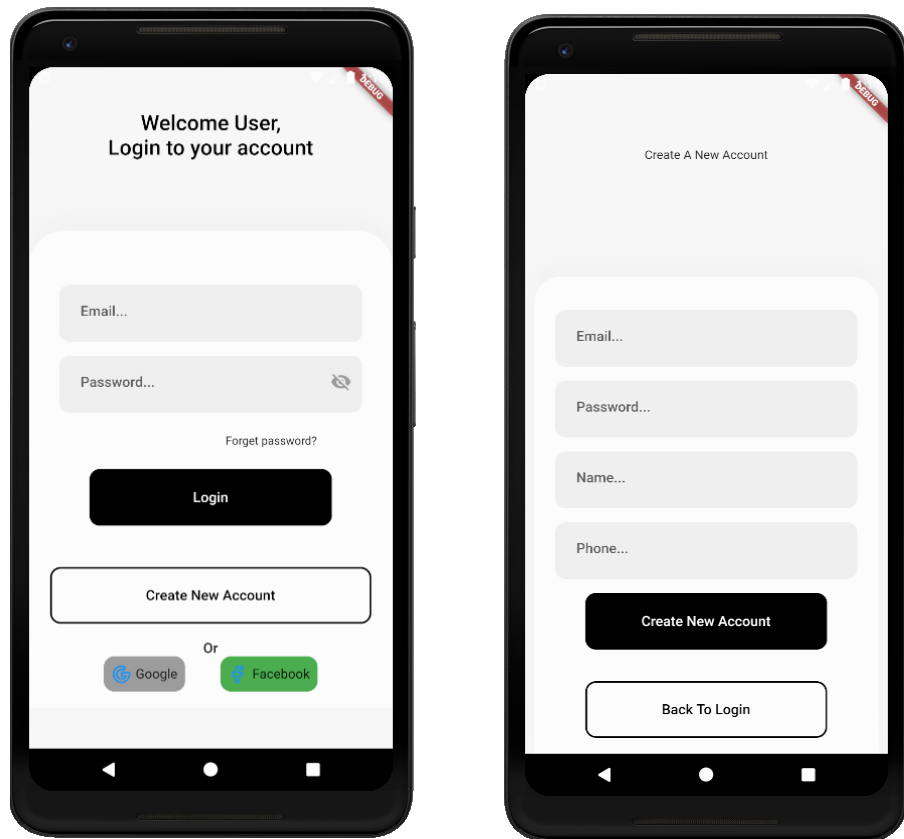 DEBUG
Welcome User,
Login to your account
Email...
Password...
Forget password?
Login
Create New Account
Or
Google
Facebook
DEBUG
Create A New Account
Email...
Password...
Name...
Phone...
Create New Account
Back To Login